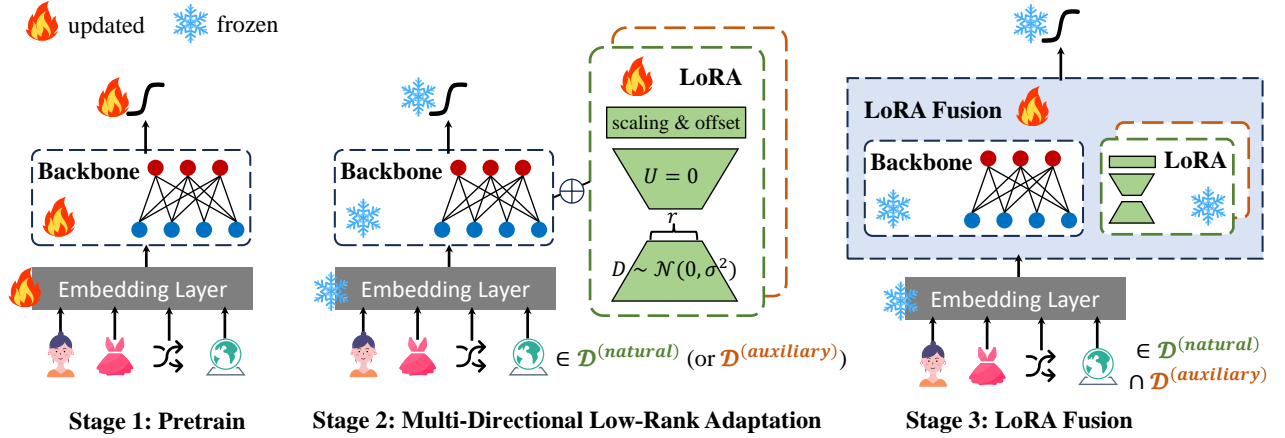 updated
frozen
Backbone
Embedding Layer
Stage 1: Pretrain
Backbone
LoRA
scaling & offset
U = 0
r
D ~ 𝒩(0, σ²)
Embedding Layer
∈ 𝒟^(natural) (or 𝒟^(auxiliary))
Stage 2: Multi-Directional Low-Rank Adaptation
LoRA Fusion
Backbone
LoRA
Embedding Layer
∈ 𝒟^(natural)
∩ 𝒟^(auxiliary)
Stage 3: LoRA Fusion